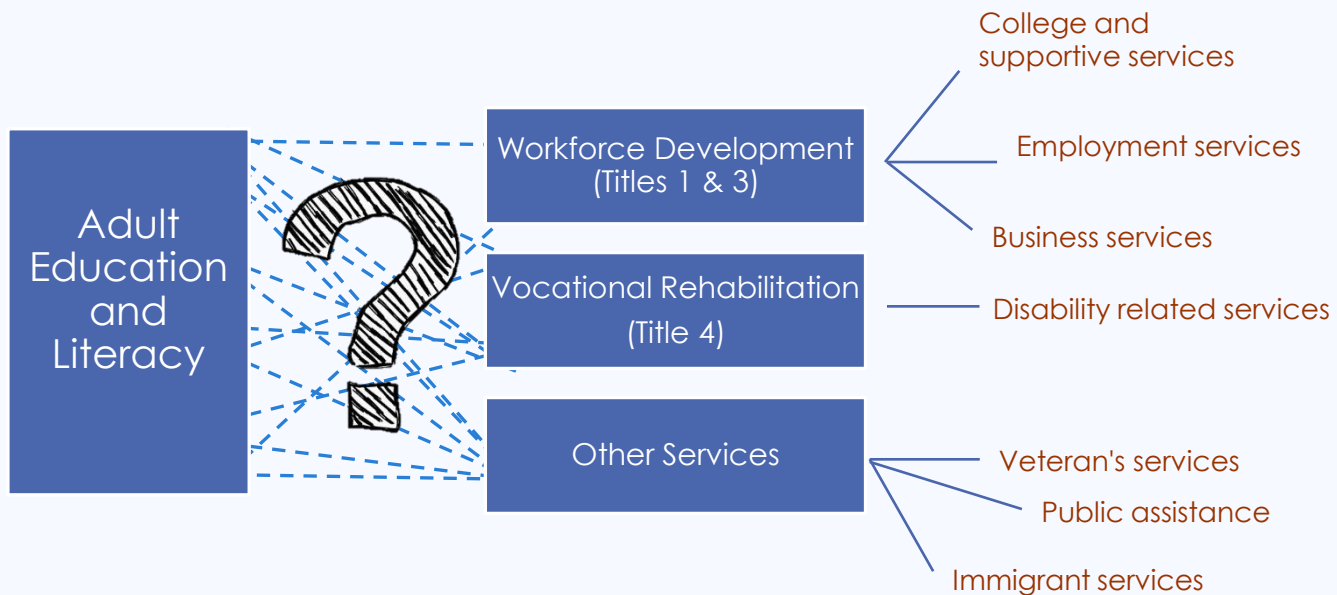 Adult
Education
and
Literacy
Workforce Development
(Titles 1 & 3)
College and
supportive services
Employment services
Business services
Vocational Rehabilitation
(Title 4)
Disability related services
Other Services
Veteran's services
Public assistance
Immigrant services
?